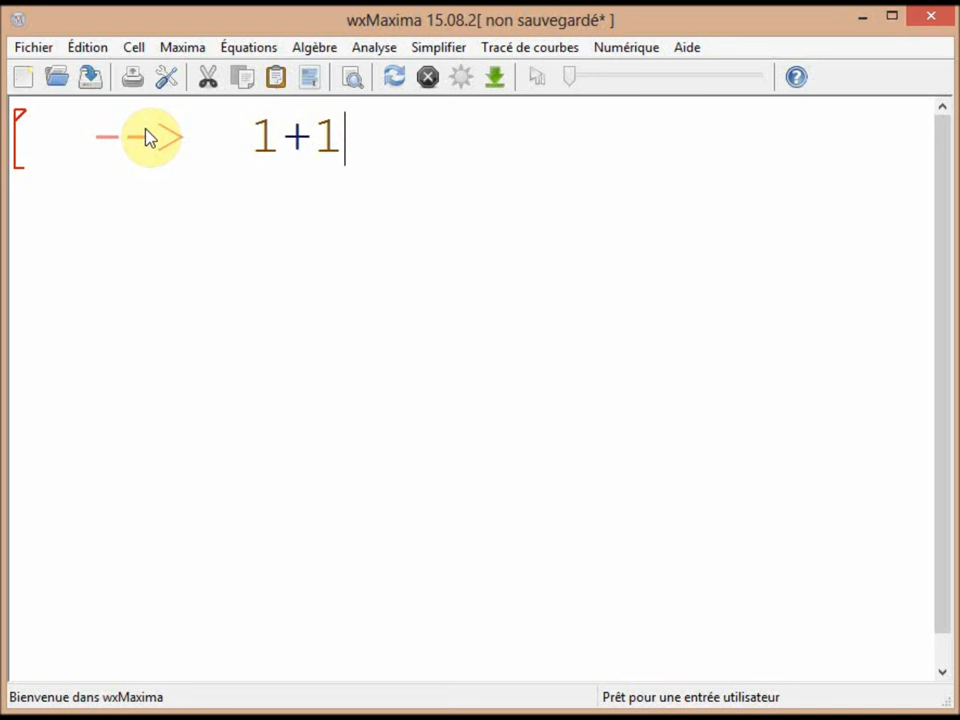 wxMaxima 15.08.2[ non sauvegardé* ]
Fichier Édition Cell Maxima Équations Algèbre Analyse Simplifier Tracé de courbes Numérique Aide
--> 1+1
Bienvenue dans wxMaxima Prêt pour une entrée utilisateur